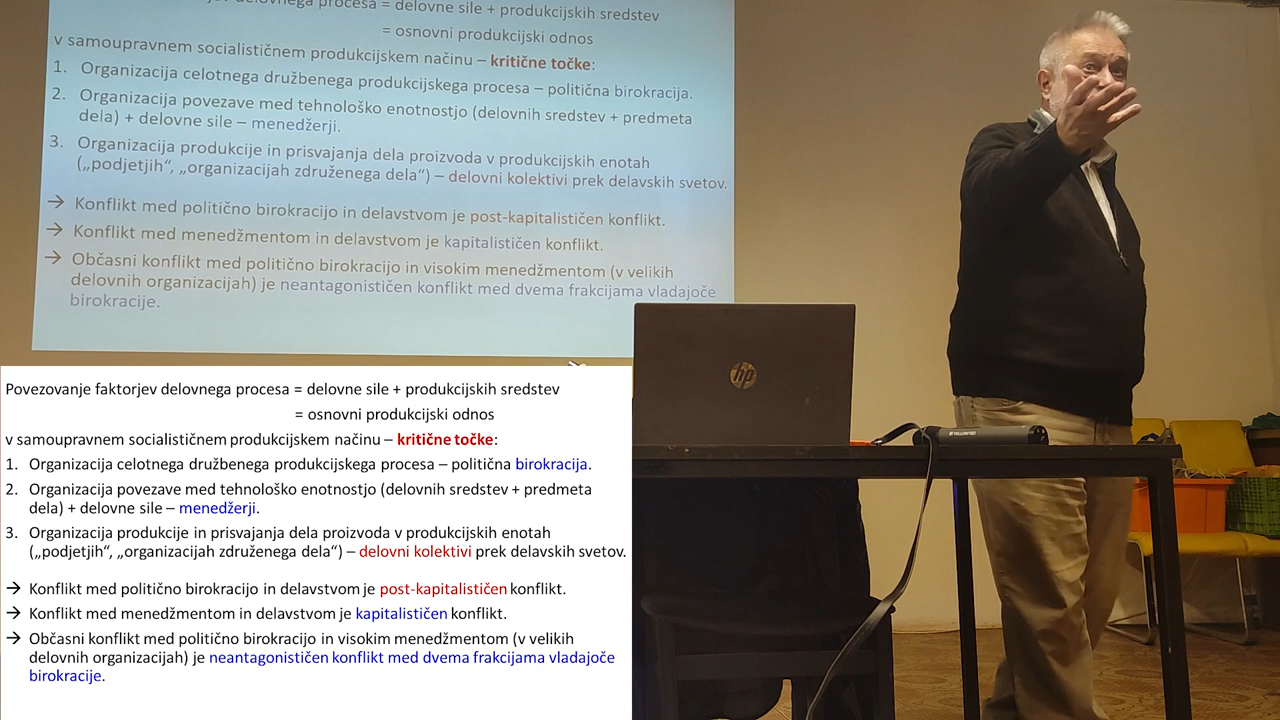 delovnega procesa = delovne sile + produkcijskih sredstev
= osnovni produkcijski odnos
v samoupravnem socialističnem produkcijskem načinu – kritične točke:
1. Organizacija celotnega družbenega produkcijskega procesa – politična birokracija.
2. Organizacija povezave med tehnološko enotnostjo (delovnih sredstev + predmeta
dela) + delovne sile – menedžerji.
3. Organizacija produkcije in prisvajanja dela proizvoda v produkcijskih enotah
(„podjetjih“, „organizacijah združenega dela“) – delovni kolektivi prek delavskih svetov.
→ Konflikt med politično birokracijo in delavstvom je post-kapitalističen konflikt.
→ Konflikt med menedžmentom in delavstvom je kapitalističen konflikt.
→ Občasni konflikt med politično birokracijo in visokim menedžmentom (v velikih
delovnih organizacijah) je neantagonističen konflikt med dvema frakcijama vladajoče
birokracije.
hp
Povezovanje faktorjev delovnega procesa = delovne sile + produkcijskih sredstev
= osnovni produkcijski odnos
v samoupravnem socialističnem produkcijskem načinu – kritične točke:
1. Organizacija celotnega družbenega produkcijskega procesa – politična birokracija.
2. Organizacija povezave med tehnološko enotnostjo (delovnih sredstev + predmeta
dela) + delovne sile – menedžerji.
3. Organizacija produkcije in prisvajanja dela proizvoda v produkcijskih enotah
(„podjetjih“, „organizacijah združenega dela“) – delovni kolektivi prek delavskih svetov.
→ Konflikt med politično birokracijo in delavstvom je post-kapitalističen konflikt.
→ Konflikt med menedžmentom in delavstvom je kapitalističen konflikt.
→ Občasni konflikt med politično birokracijo in visokim menedžmentom (v velikih
delovnih organizacijah) je neantagonističen konflikt med dvema frakcijama vladajoče
birokracije.